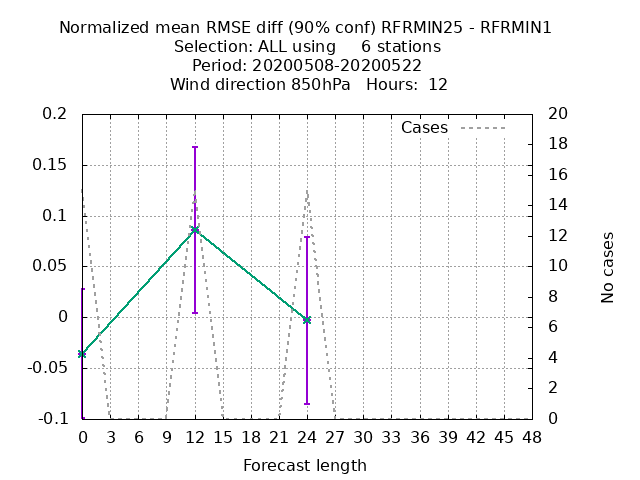 Normalized mean RMSE diff (90% conf) RFRMIN25 - RFRMIN1
Selection: ALL using     6 stations
Period: 20200508-20200522
Wind direction 850hPa   Hours:  12
Cases
0.2
0.15
0.1
0.05
0
-0.05
-0.1
20
18
16
14
12
10
8
6
4
2
0
No cases
0 3 6 9 12 15 18 21 24 27 30 33 36 39 42 45 48
Forecast length